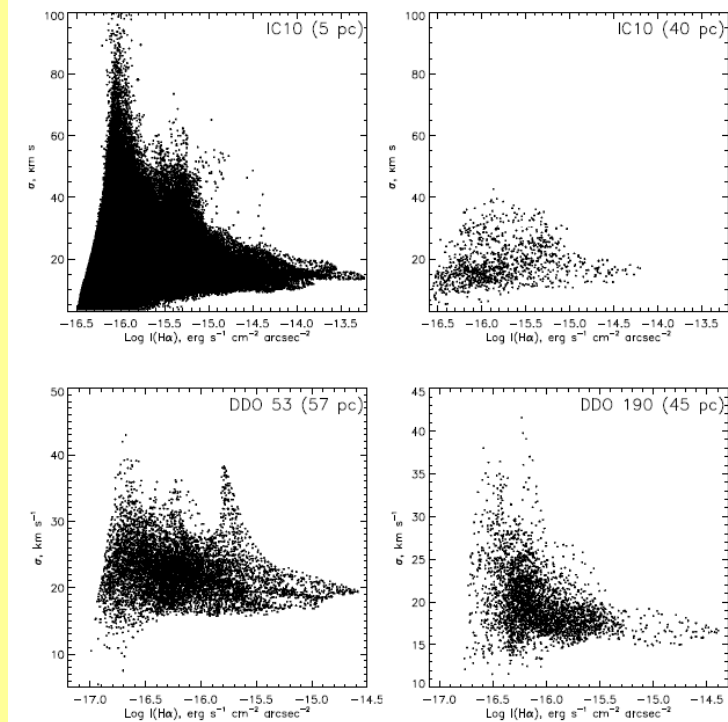 IC10 (5 pc)
100
80
60
40
20
σ, km s
−16.5 −16.0 −15.5 −15.0 −14.5 −14.0 −13.5
Log I(Hα), erg s⁻¹ cm⁻² arcsec⁻²
IC10 (40 pc)
100
80
60
40
20
σ, km s
−16.5 −16.0 −15.5 −15.0 −14.5 −14.0 −13.5
Log I(Hα), erg s⁻¹ cm⁻² arcsec⁻²
DDO 53 (57 pc)
50
40
30
20
10
σ, km s⁻¹
−17.0 −16.5 −16.0 −15.5 −15.0 −14.5
Log I(Hα), erg s⁻¹ cm⁻² arcsec⁻²
DDO 190 (45 pc)
45
40
35
30
25
20
15
10
σ, km s⁻¹
−17.0 −16.5 −16.0 −15.5 −15.0 −14.5
Log I(Hα), erg s⁻¹ cm⁻² arcsec⁻²